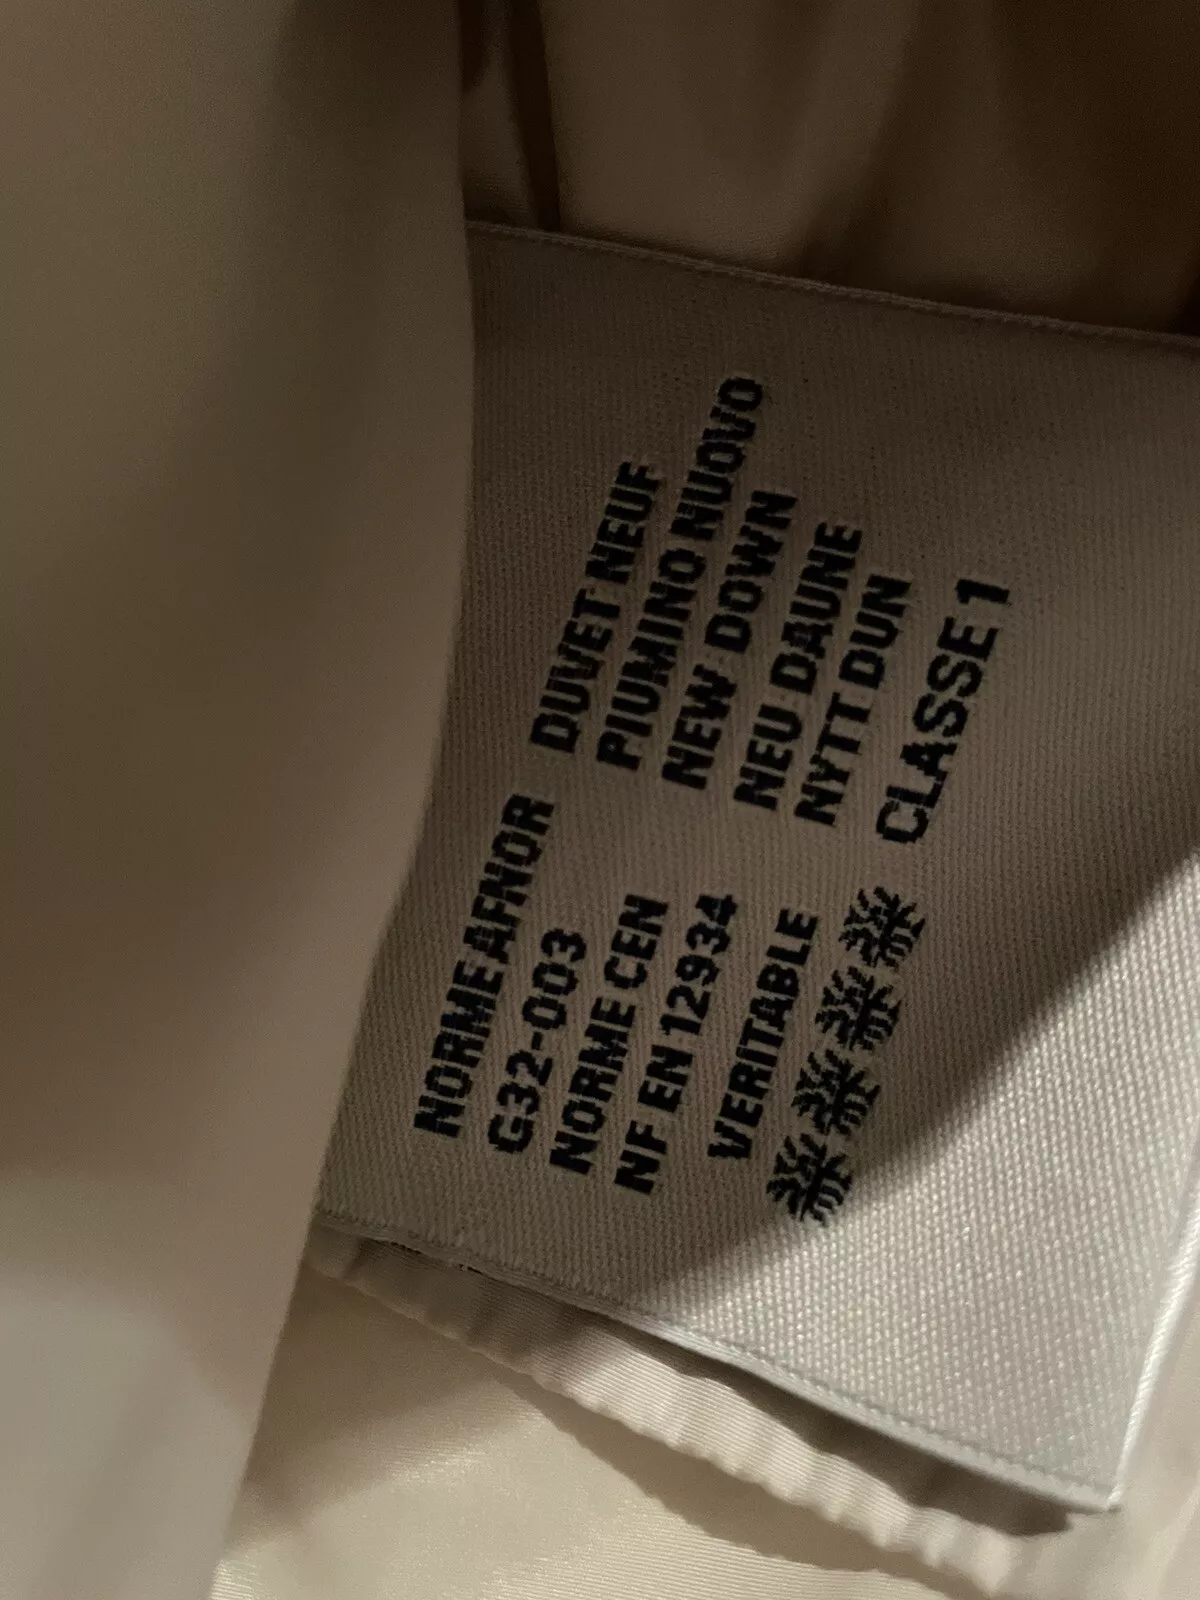 NORME AFNOR
G32-003
NORME CEN
NF EN 12934
VERITABLE
DUVET NEUF
PIUMINO NUOVO
NEW DOWN
NEU DAUNE
NYTT DUN
CLASSE 1